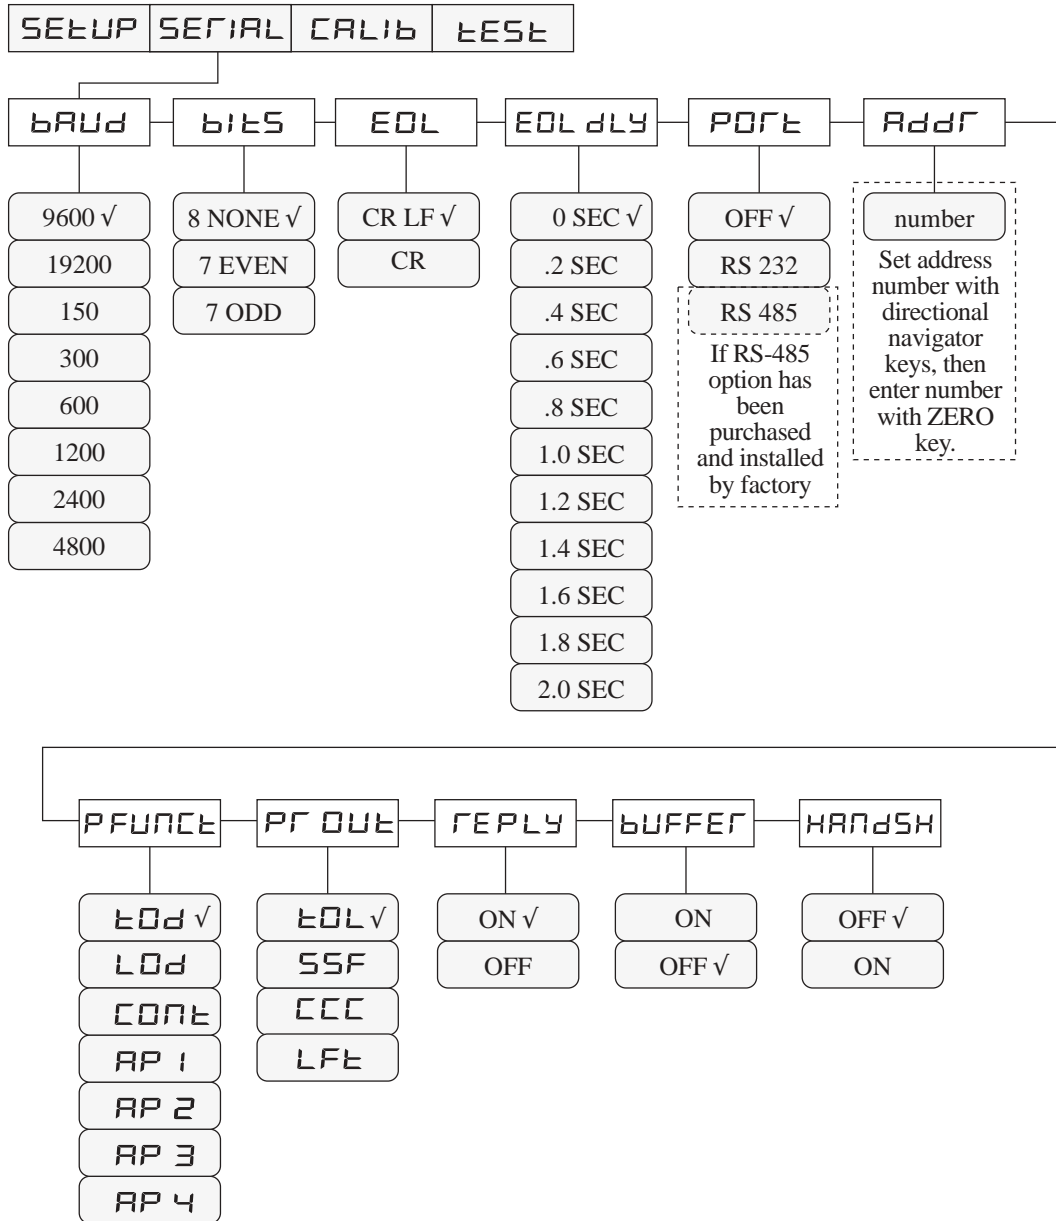 SEtUP SErIAL CALIb tESt
bAUd bItS EOL EOL dLY POrt Addr
9600 √
19200
150
300
600
1200
2400
4800
8 NONE √
7 EVEN
7 ODD
CR LF √
CR
0 SEC √
.2 SEC
.4 SEC
.6 SEC
.8 SEC
1.0 SEC
1.2 SEC
1.4 SEC
1.6 SEC
1.8 SEC
2.0 SEC
OFF √
RS 232
RS 485
If RS-485
option has
been
purchased
and installed
by factory
number
Set address
number with
directional
navigator
keys, then
enter number
with ZERO
key.
P FUnCt Pr OUt rEPLY bUFFEr HAndSH
tOd √
LOd
COnt
AP 1
AP 2
AP 3
AP 4
tOL √
SSF
CCC
LFt
ON √
OFF
ON
OFF √
OFF √
ON